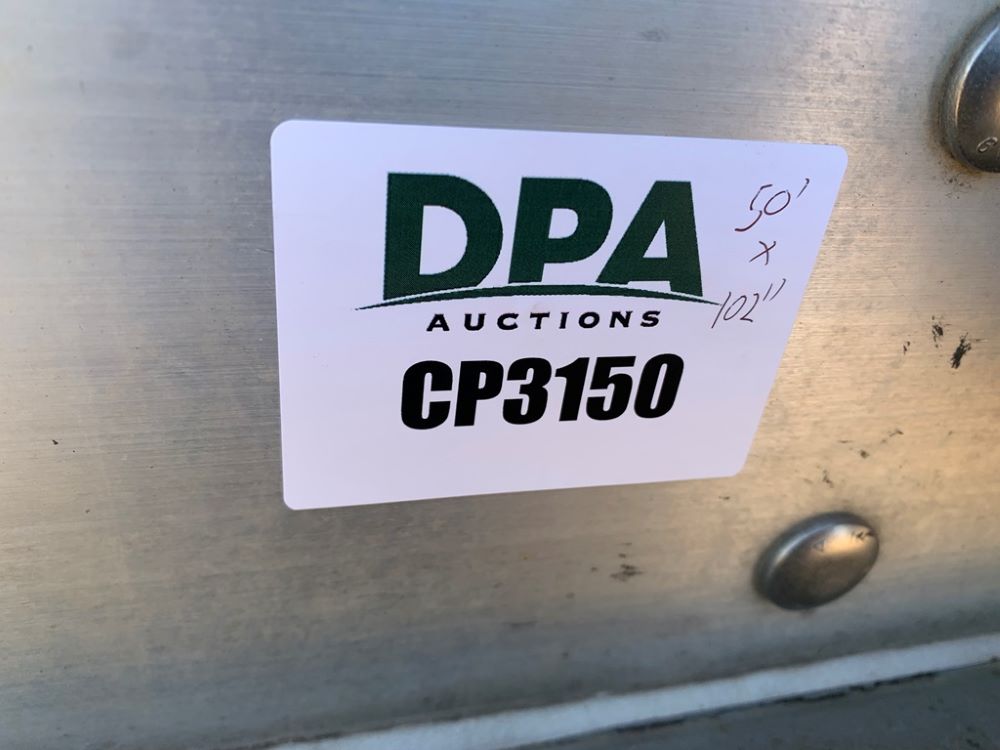 DPA
AUCTIONS
CP3150
50'
x
102"